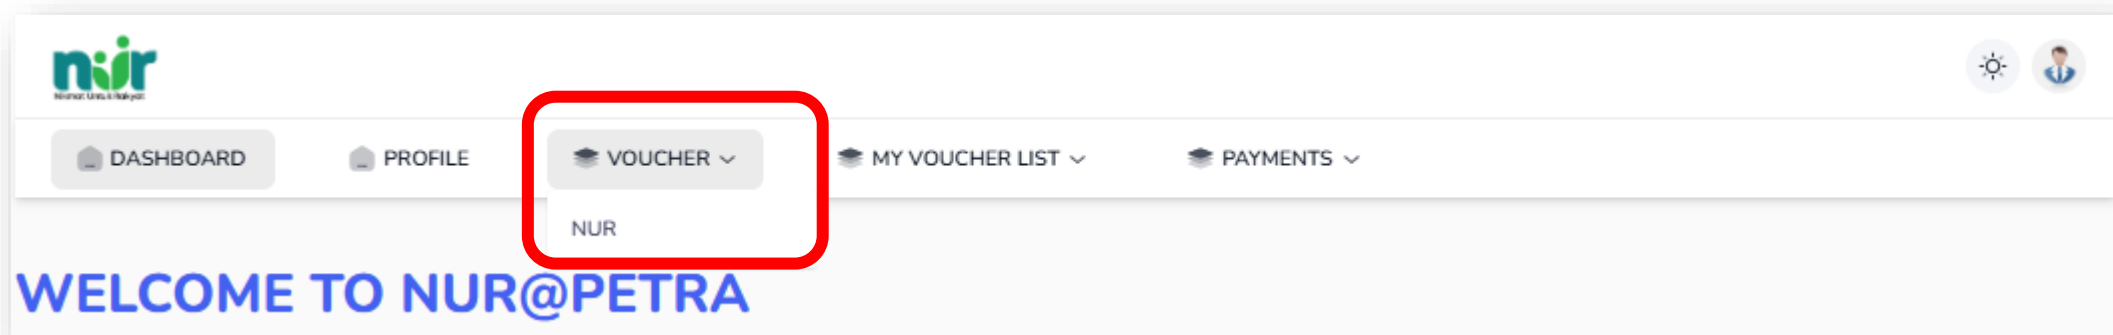 nur
DASHBOARD
PROFILE
VOUCHER
MY VOUCHER LIST
PAYMENTS
NUR
WELCOME TO NUR@PETRA